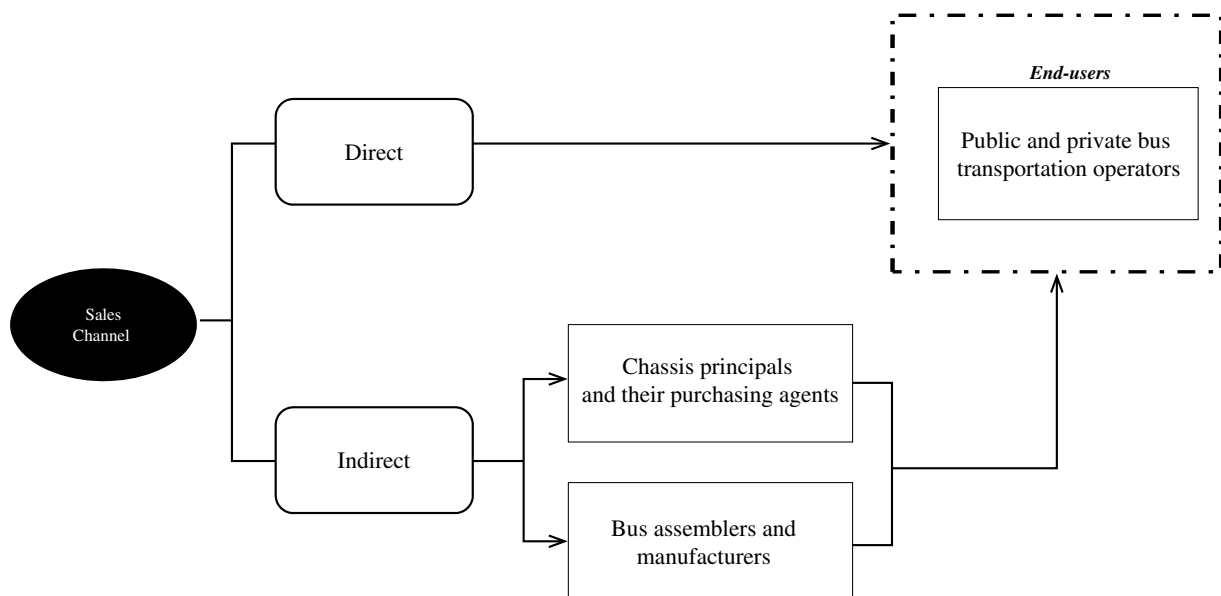 End-users
Public and private bus
transportation operators
Direct
Sales
Channel
Chassis principals
and their purchasing agents
Indirect
Bus assemblers and
manufacturers